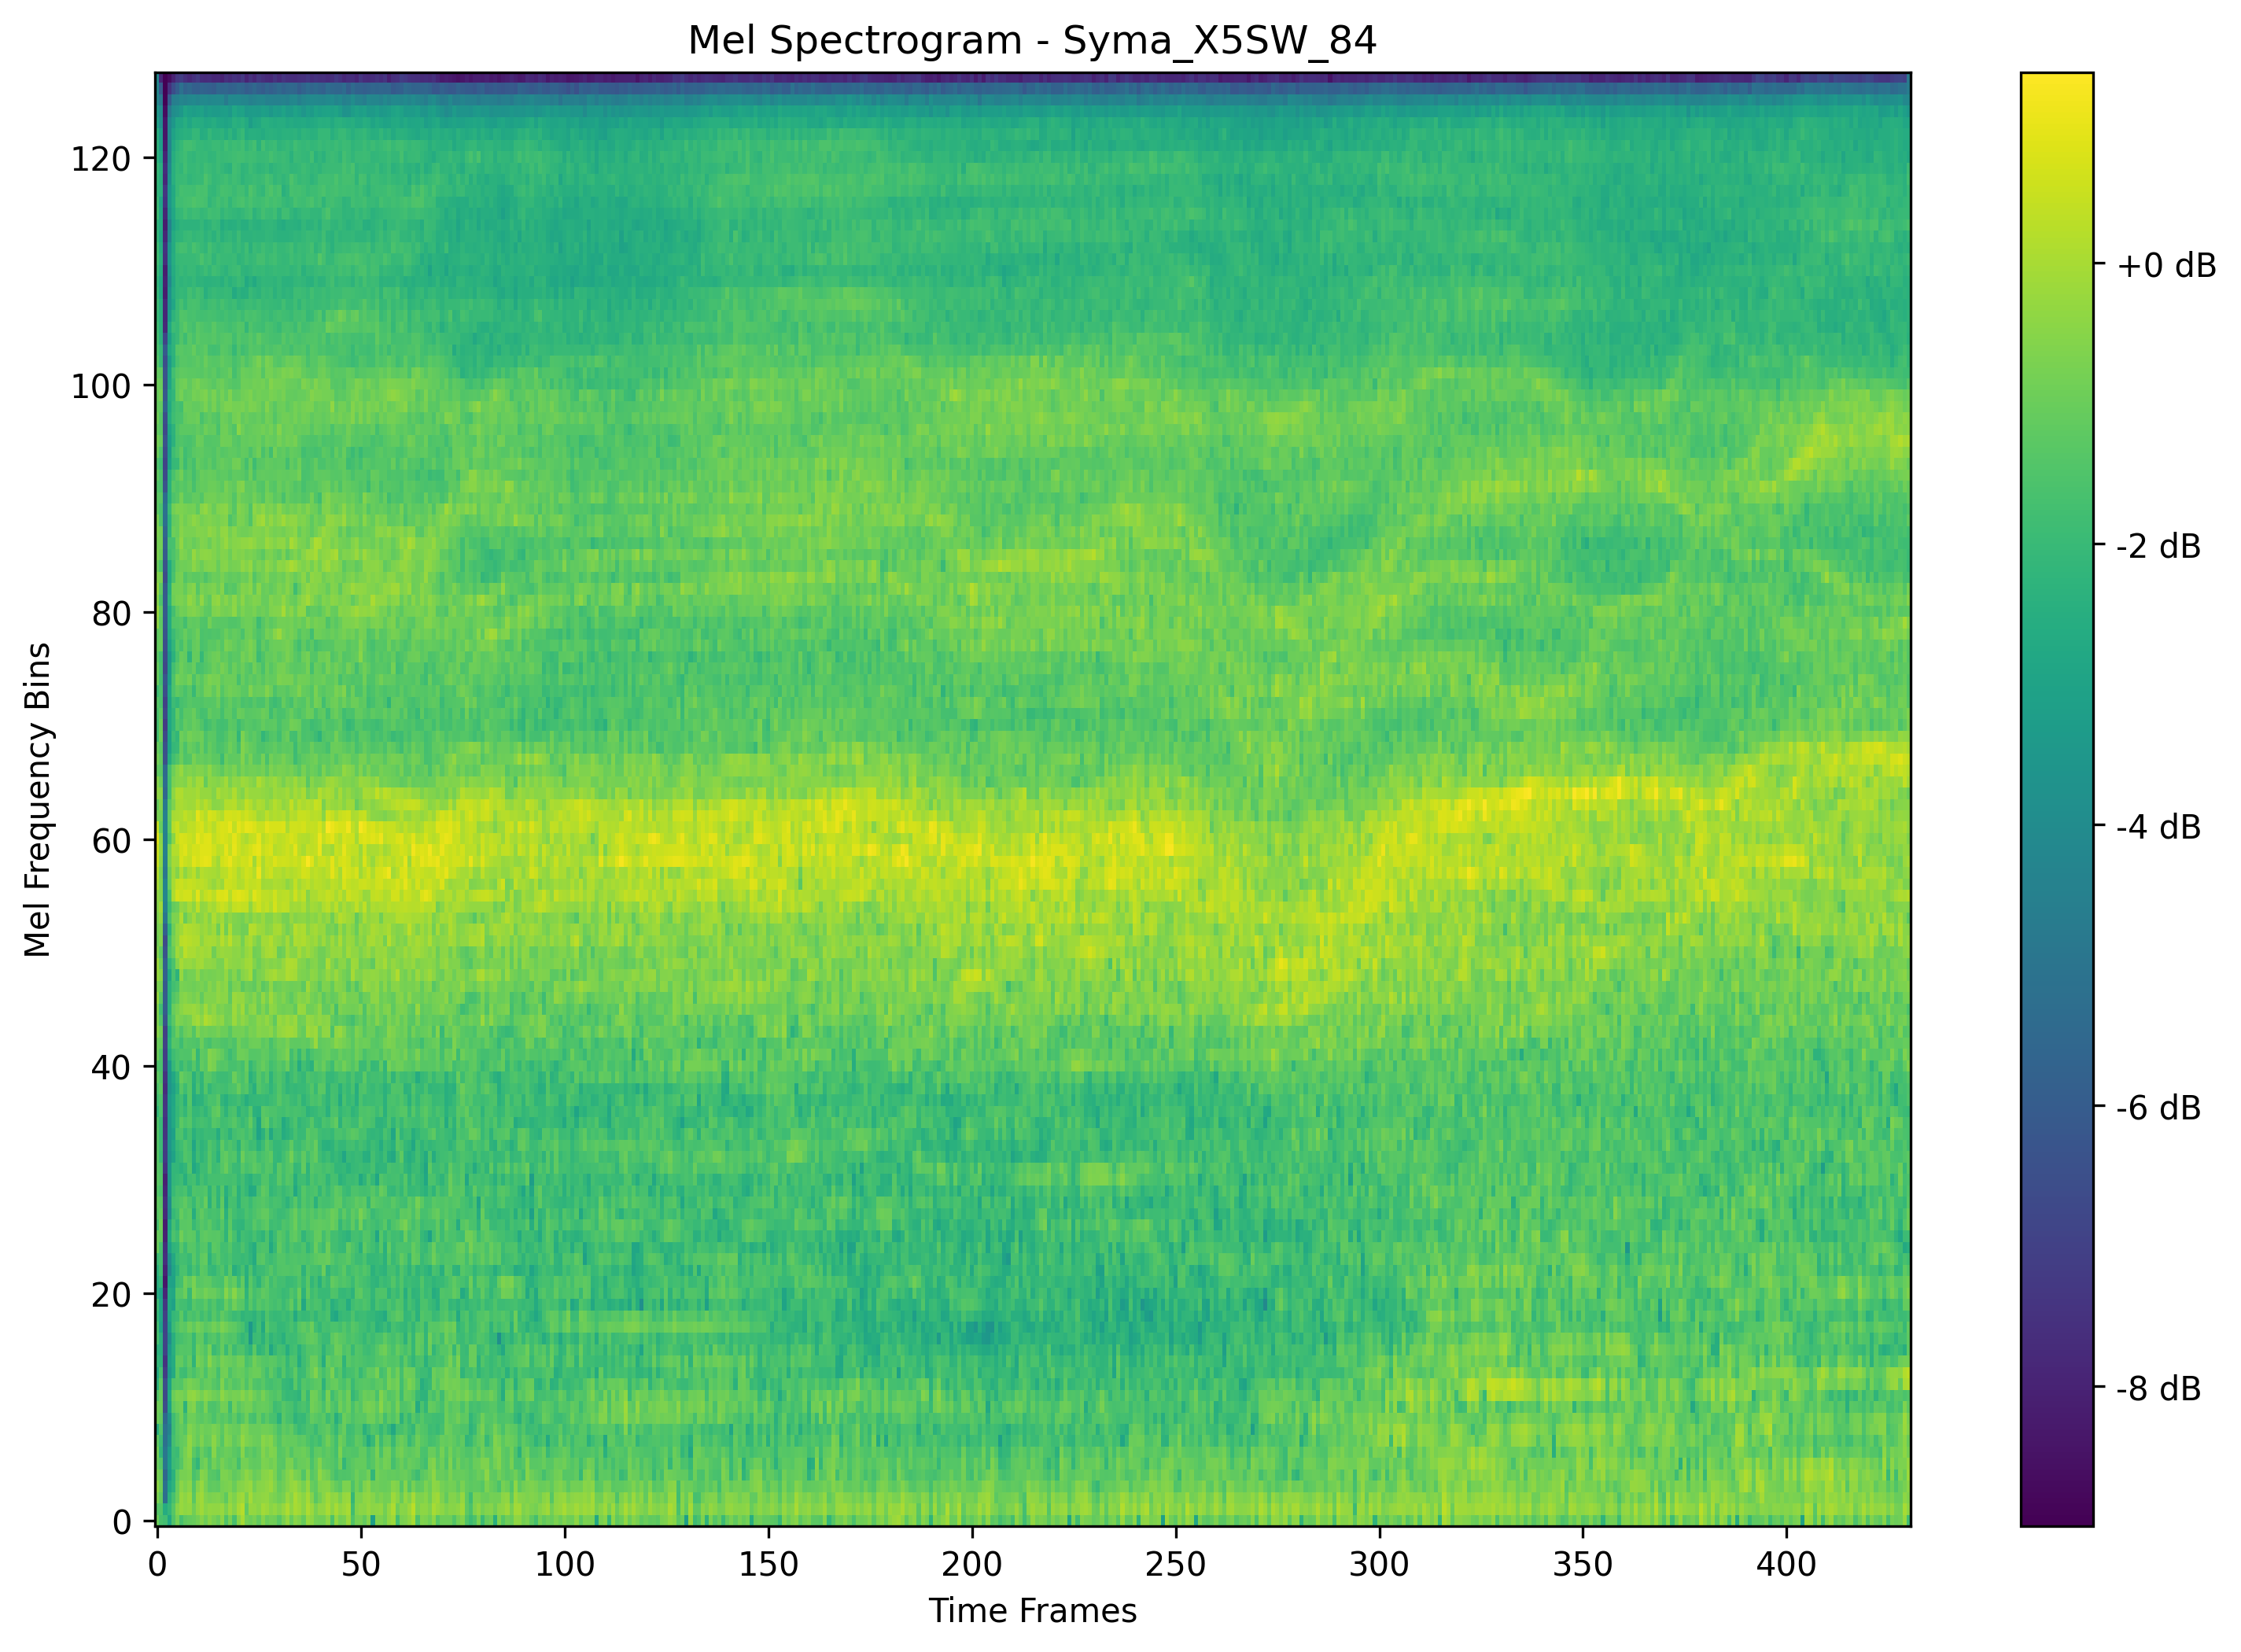 Mel Spectrogram - Syma_X5SW_84
Mel Frequency Bins
120
100
80
60
40
20
0
0 50 100 150 200 250 300 350 400
Time Frames
+0 dB
-2 dB
-4 dB
-6 dB
-8 dB